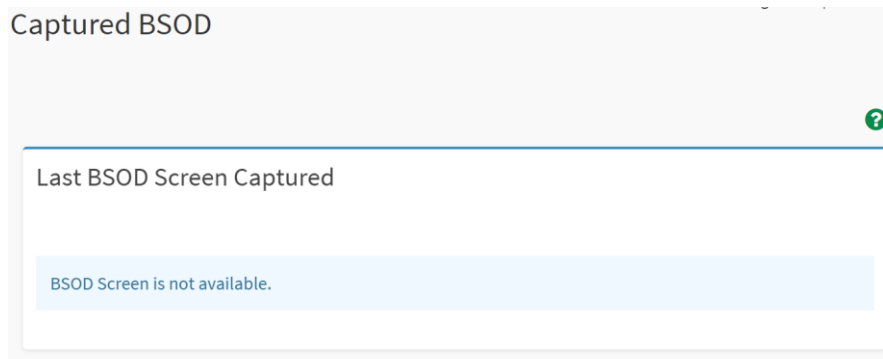 Captured BSOD
?
Last BSOD Screen Captured
BSOD Screen is not available.